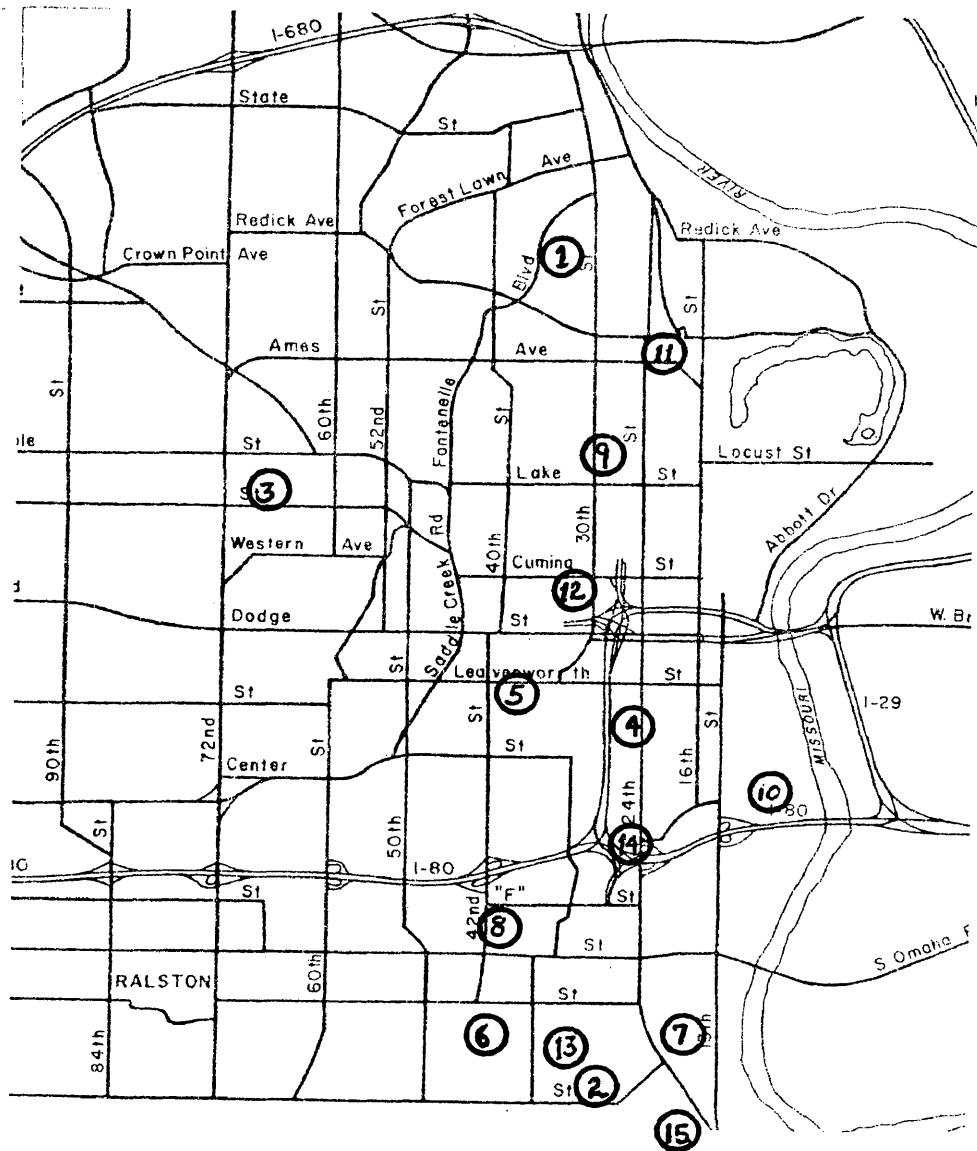 I-680
State
St
Ave
Forest Lawn
RIVER
Redick Ave
Redick Ave
Crown Point Ave
1
Blvd
St
St
St
Ames
Ave
11
St
60th
52nd
Fontenelle
St
St
St
Lake
9
St
Locust St
3
St
Rd
40th
30th
Abbott Dr
Western Ave
Cuming
St
12
Dodge
St
W. Br
Saddle Creek
St
Leavenworth
St
5
St
St
St
4
St
MISSOURI
I-29
90th
72nd
Center
St
St
24th
16th
10
I-80
50th
14
I-80
St
"F"
St
42nd
8
St
S Omaha
60th
RALSTON
St
84th
6
13
7
13th
St
2
15